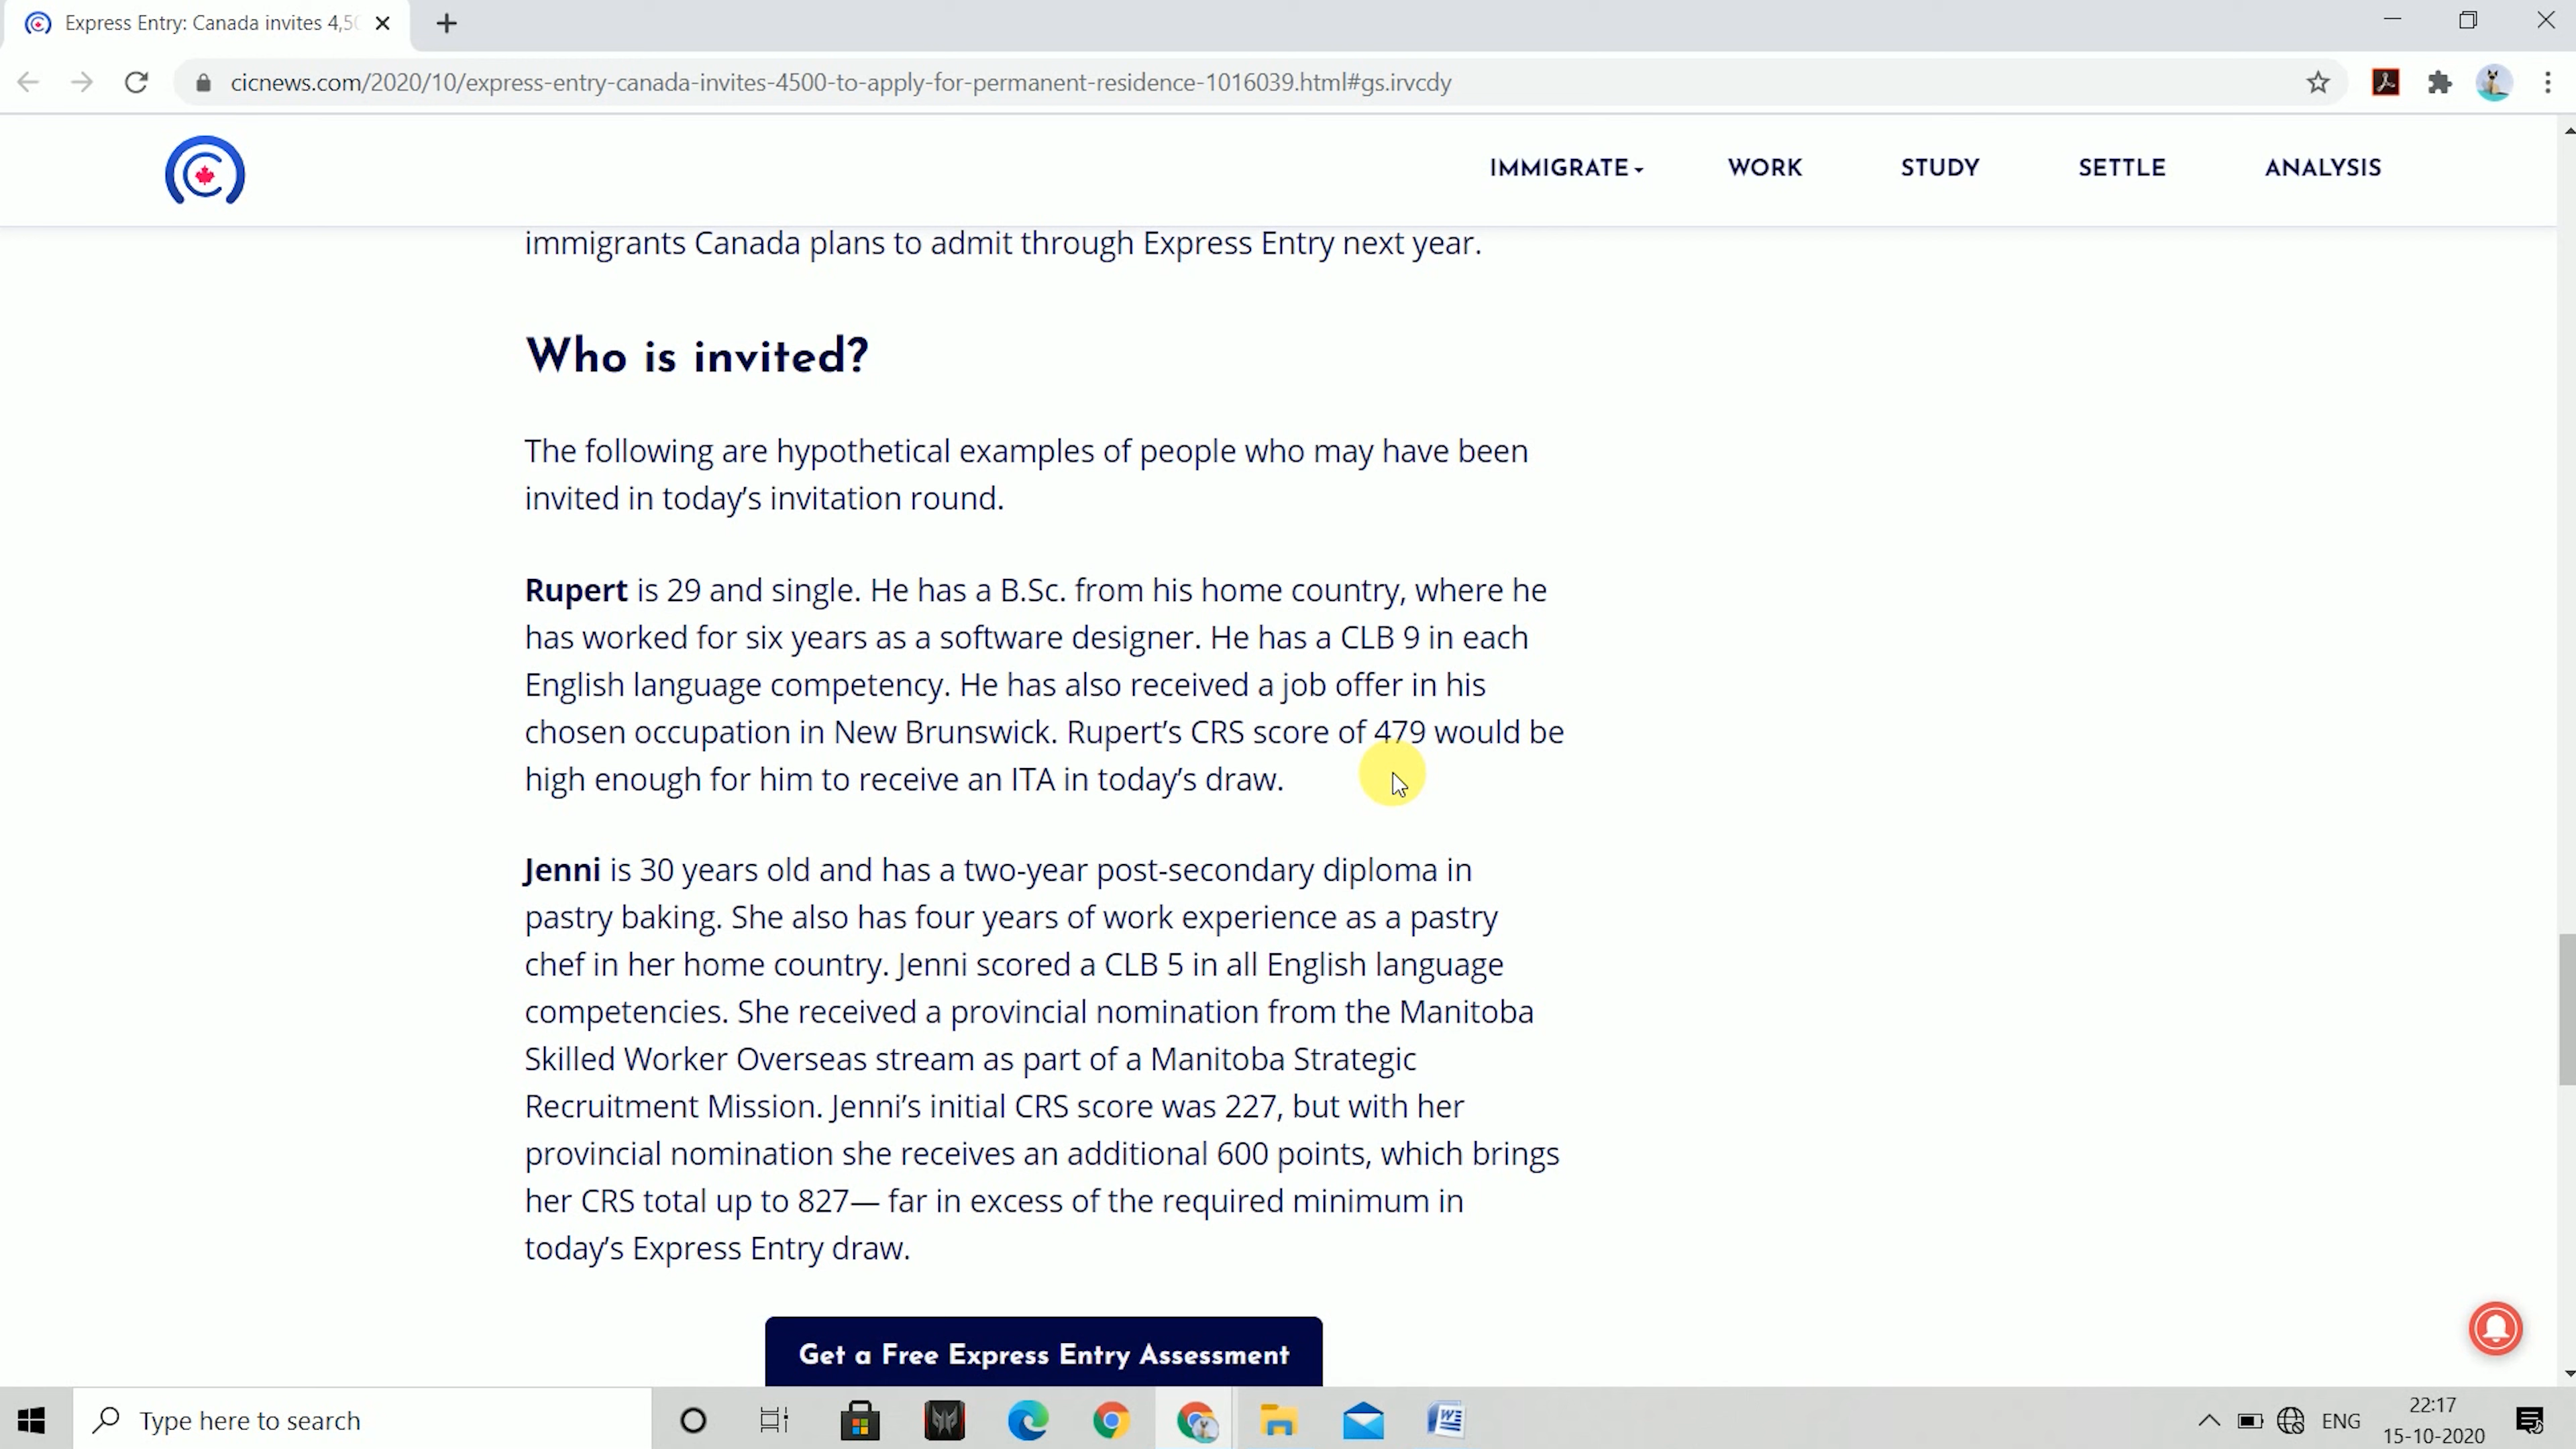 Express Entry: Canada invites 4,50
cicnews.com/2020/10/express-entry-canada-invites-4500-to-apply-for-permanent-residence-1016039.html#gs.irvcdy
IMMIGRATE WORK STUDY SETTLE ANALYSIS
immigrants Canada plans to admit through Express Entry next year.
Who is invited?
The following are hypothetical examples of people who may have been
invited in today’s invitation round.
Rupert is 29 and single. He has a B.Sc. from his home country, where he
has worked for six years as a software designer. He has a CLB 9 in each
English language competency. He has also received a job offer in his
chosen occupation in New Brunswick. Rupert’s CRS score of 479 would be
high enough for him to receive an ITA in today’s draw.
Jenni is 30 years old and has a two-year post-secondary diploma in
pastry baking. She also has four years of work experience as a pastry
chef in her home country. Jenni scored a CLB 5 in all English language
competencies. She received a provincial nomination from the Manitoba
Skilled Worker Overseas stream as part of a Manitoba Strategic
Recruitment Mission. Jenni’s initial CRS score was 227, but with her
provincial nomination she receives an additional 600 points, which brings
her CRS total up to 827— far in excess of the required minimum in
today’s Express Entry draw.
Get a Free Express Entry Assessment
Type here to search
ENG
22:17
15-10-2020